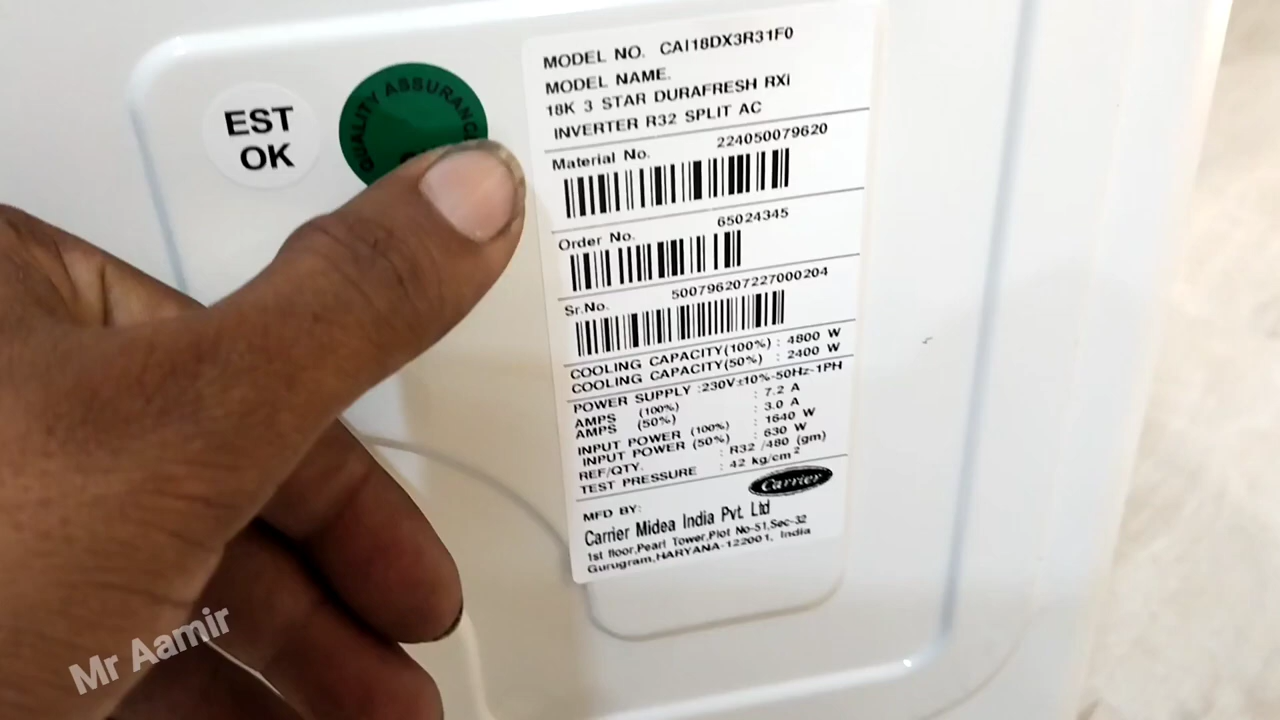 EST
OK
QUALITY ASSURANCE
MODEL NO. CAI18DX3R31F0
MODEL NAME.
18K 3 STAR DURAFRESH RXi
INVERTER R32 SPLIT AC
Material No. 224050079620
Order No. 65024345
Sr.No. 500796207227000204
COOLING CAPACITY(100%) : 4800 W
COOLING CAPACITY(50%) : 2400 W
POWER SUPPLY :230V±10%-50Hz-1PH
AMPS (100%) : 7.2 A
AMPS (50%) : 3.0 A
INPUT POWER (100%) : 1640 W
INPUT POWER (50%) : 630 W
REF/QTY. : R32 /480 (gm)
TEST PRESSURE : 42 kg/cm²
Carrier
MFD BY:
Carrier Midea India Pvt. Ltd
1st floor,Pearl Tower,Plot No-51,Sec-32
Gurugram,HARYANA-122001, India
Mr Aamir